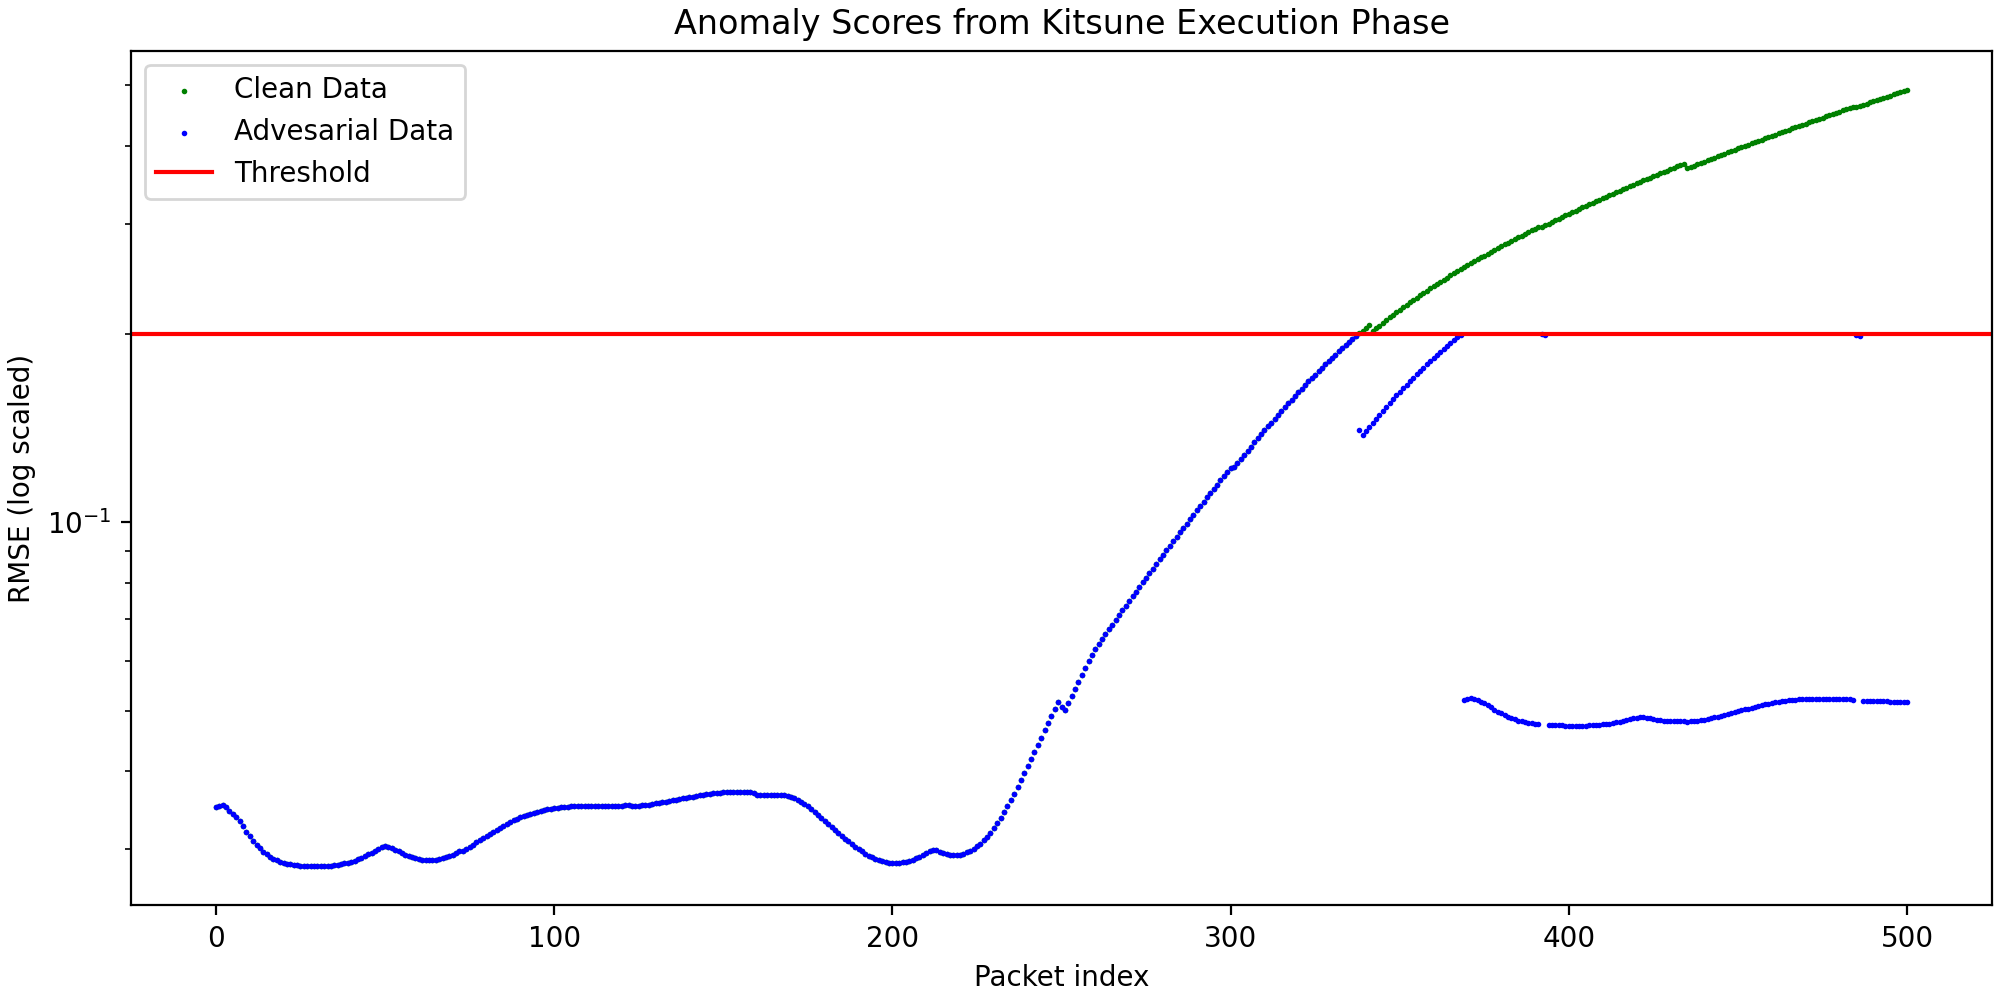 Anomaly Scores from Kitsune Execution Phase
Clean Data
Advesarial Data
Threshold
RMSE (log scaled)
10⁻¹
0 100 200 300 400 500
Packet index